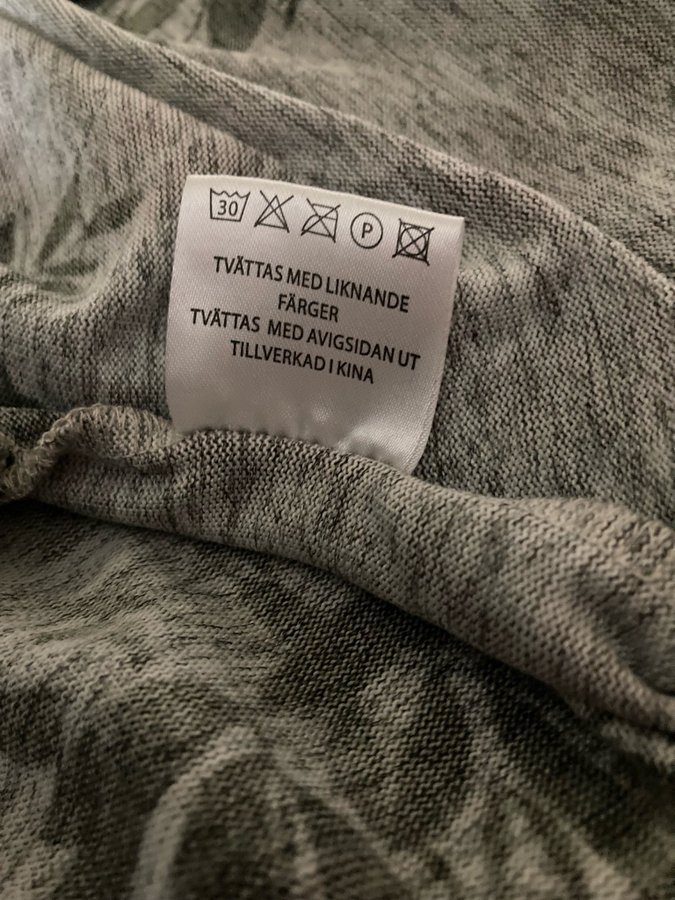 30 P
TVÄTTAS MED LIKNANDE
FÄRGER
TVÄTTAS MED AVIGSIDAN UT
TILLVERKAD I KINA